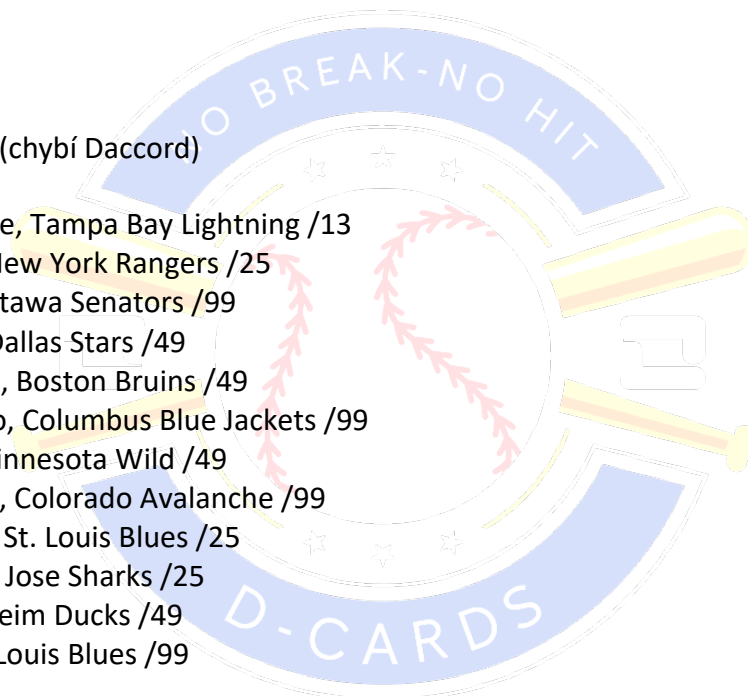 NO BREAK-NO HIT
(chybí Daccord)
e, Tampa Bay Lightning /13
New York Rangers /25
tawa Senators /99
Dallas Stars /49
, Boston Bruins /49
o, Columbus Blue Jackets /99
innesota Wild /49
, Colorado Avalanche /99
St. Louis Blues /25
Jose Sharks /25
eim Ducks /49
Louis Blues /99
D-CARDS